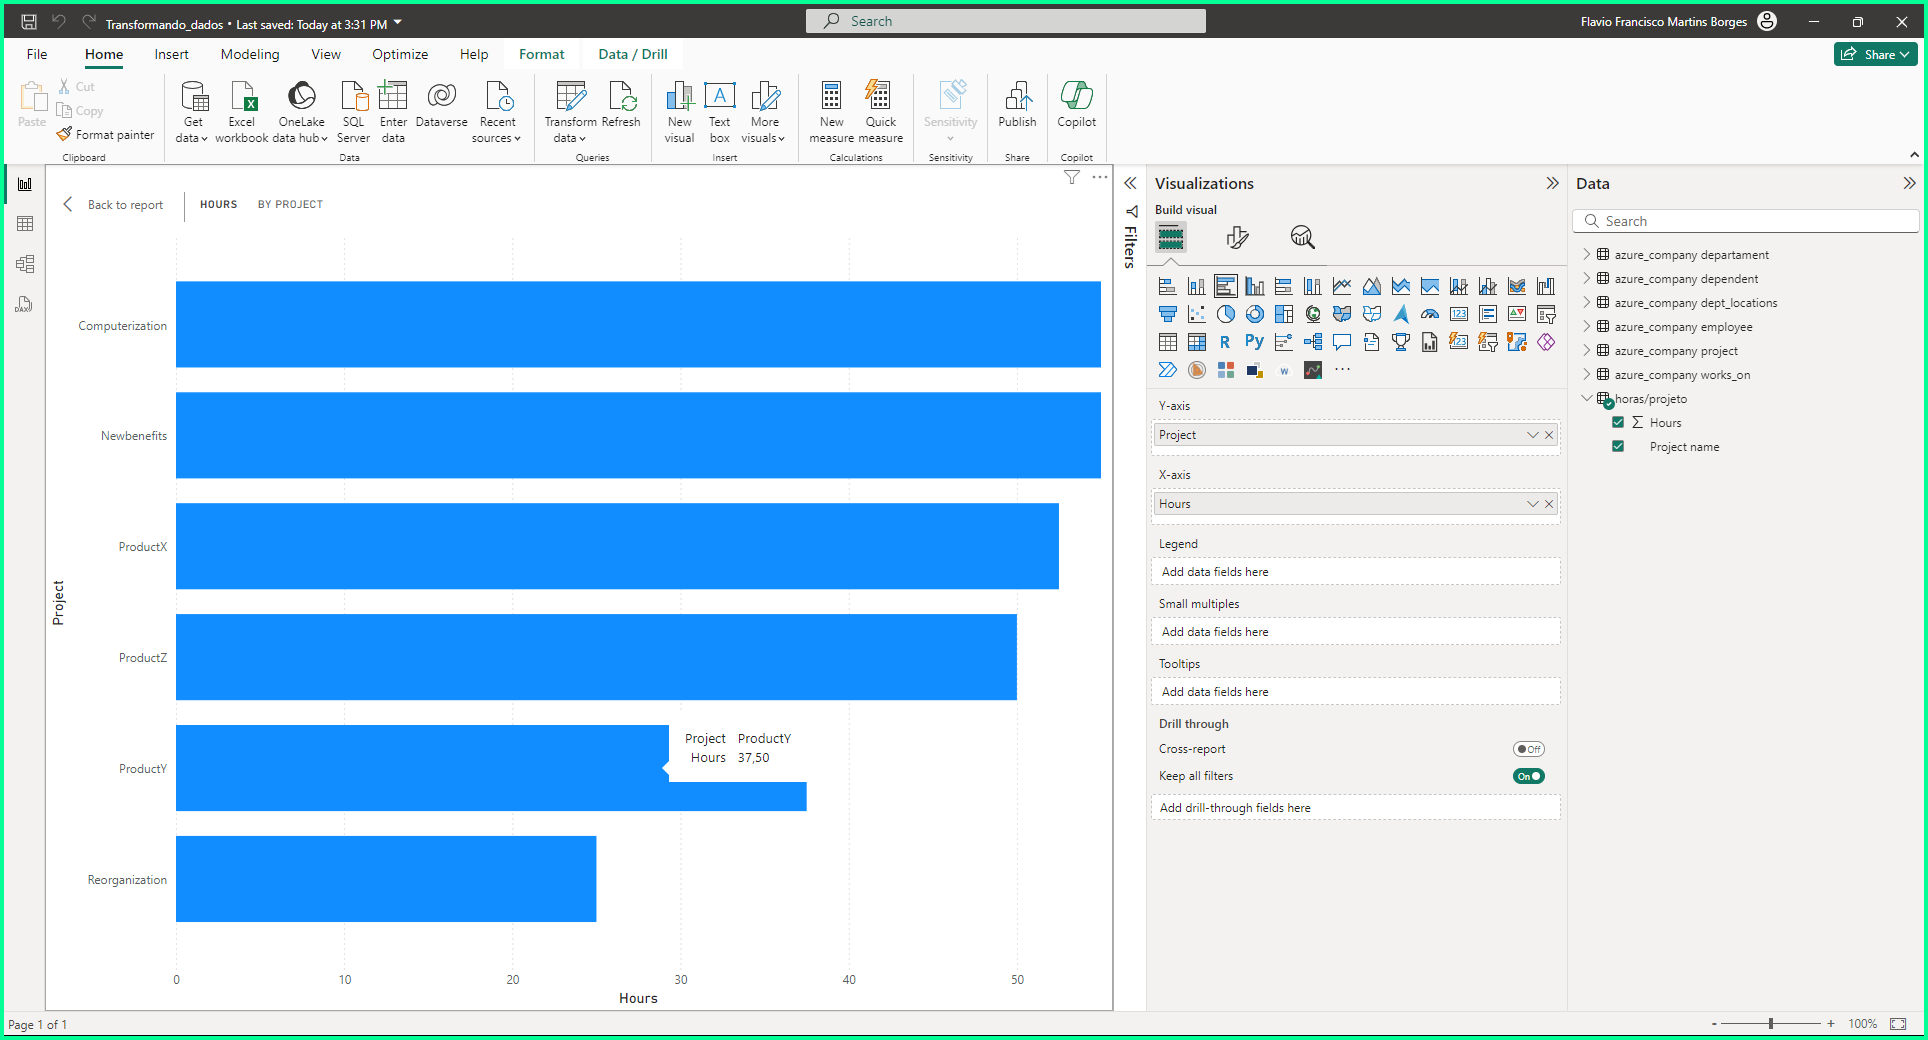 Transformando_dados • Last saved: Today at 3:31 PM
Search
Flavio Francisco Martins Borges
File
Home
Insert
Modeling
View
Optimize
Help
Format
Data / Drill
Share
Paste
Cut
Copy
Format painter
Clipboard
Get data
Excel workbook
OneLake data hub
SQL Server
Enter data
Dataverse
Recent sources
Data
Transform data
Refresh
Queries
New visual
Text box
More visuals
Insert
New measure
Quick measure
Calculations
Sensitivity
Sensitivity
Publish
Share
Copilot
Copilot
Back to report
HOURS
BY PROJECT
Project
Computerization
Newbenefits
ProductX
ProductZ
ProductY
Reorganization
Project ProductY
Hours 37,50
0
10
20
30
40
50
Hours
Filters
Visualizations
Build visual
123
R
Py
123
W
Y-axis
Project
X-axis
Hours
Legend
Add data fields here
Small multiples
Add data fields here
Tooltips
Add data fields here
Drill through
Cross-report
Off
Keep all filters
On
Add drill-through fields here
Data
Search
azure_company departament
azure_company dependent
azure_company dept_locations
azure_company employee
azure_company project
azure_company works_on
horas/projeto
Σ Hours
Project name
DAX
A
Page 1 of 1
- +
100%